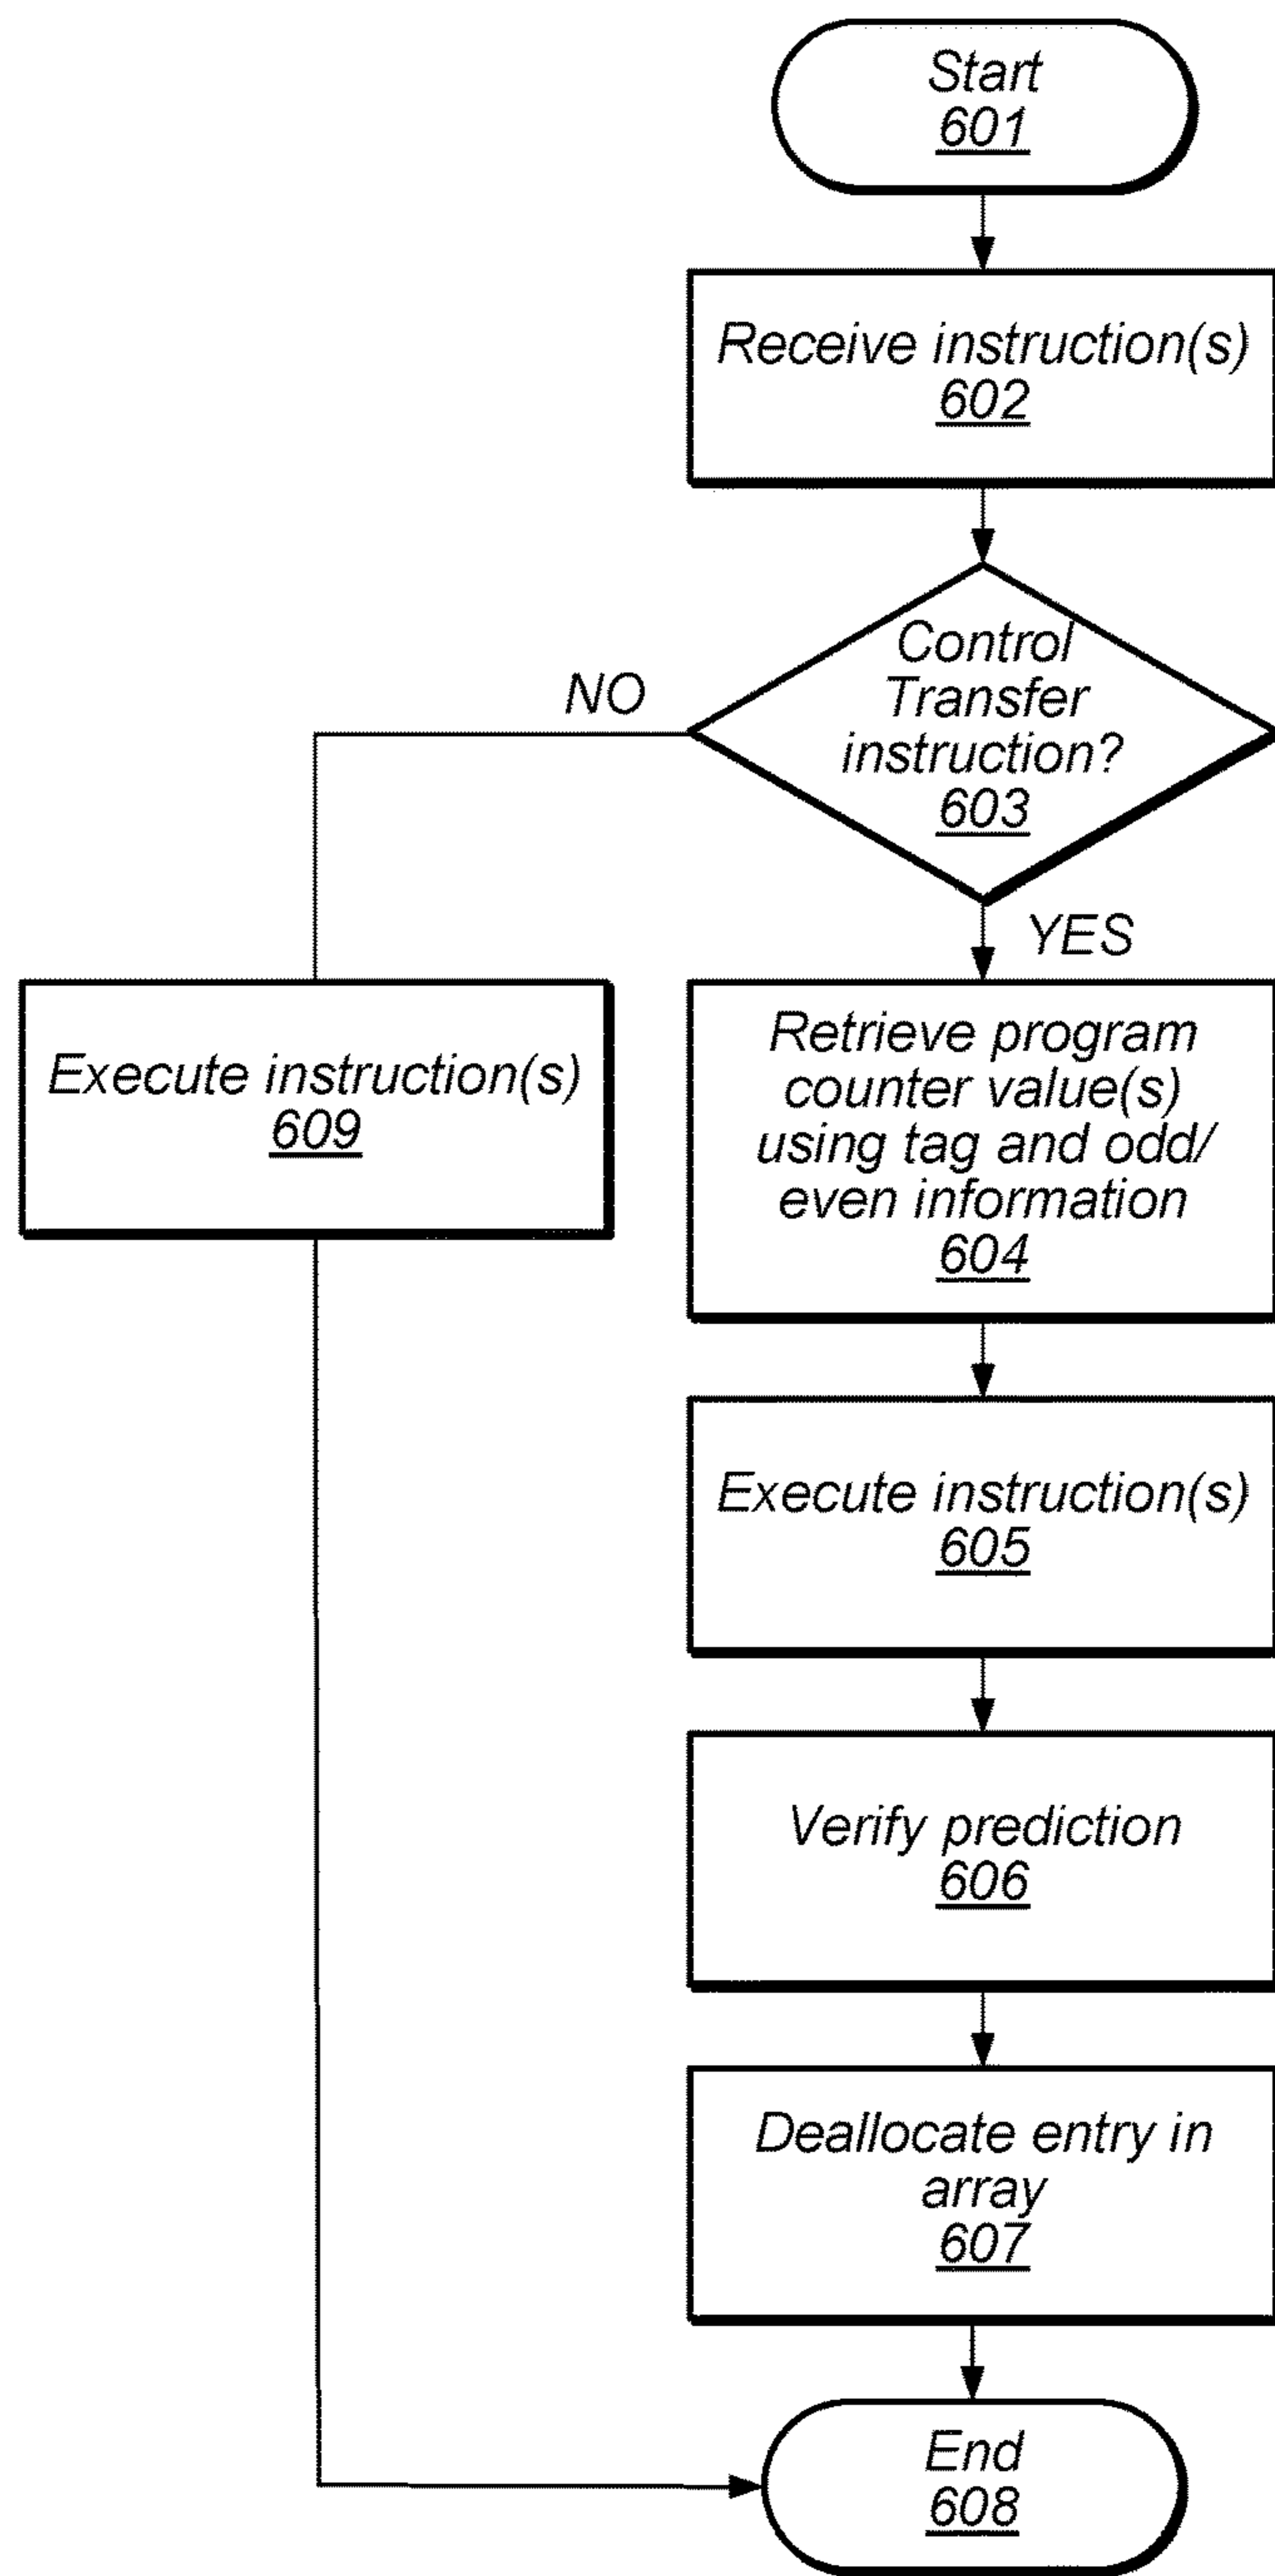 Start
601
Receive instruction(s)
602
Control
Transfer
instruction?
603
NO
YES
Execute instruction(s)
609
Retrieve program
counter value(s)
using tag and odd/
even information
604
Execute instruction(s)
605
Verify prediction
606
Deallocate entry in
array
607
End
608